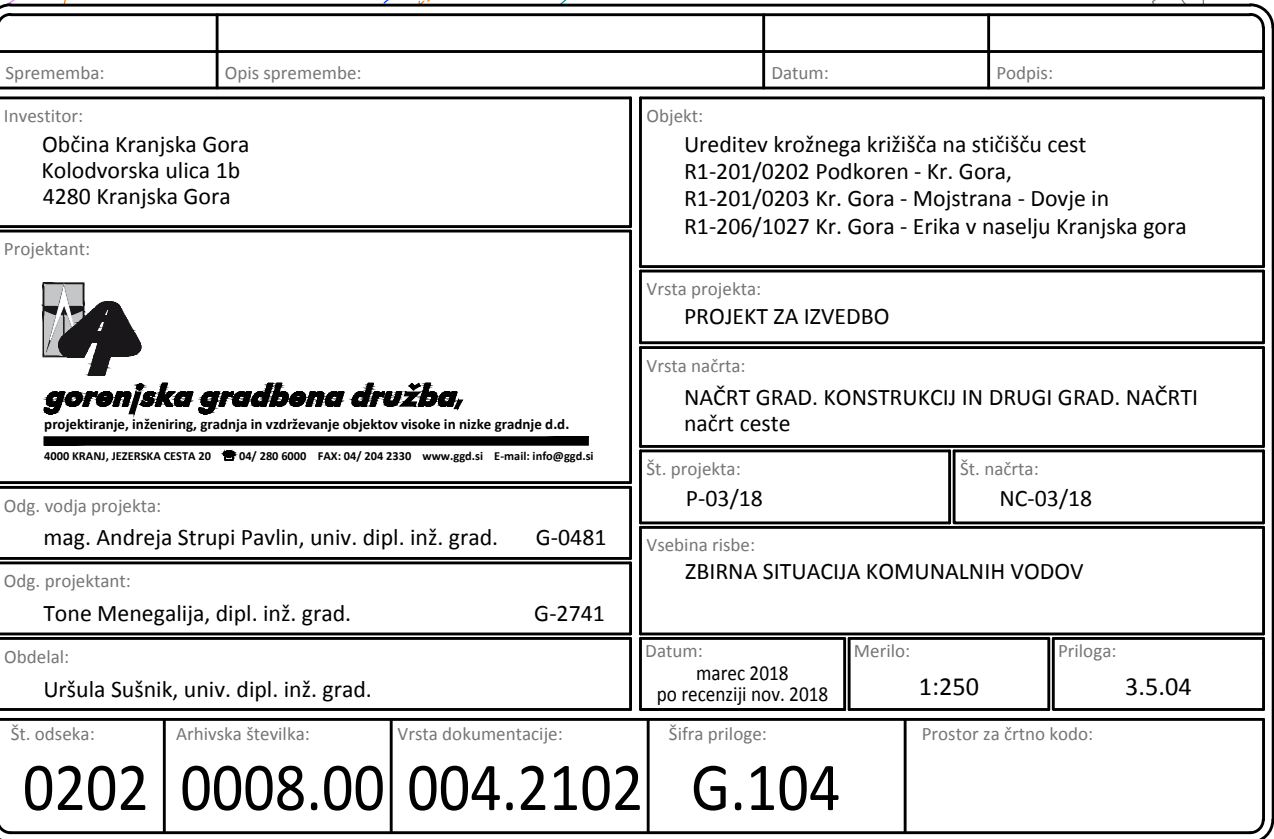 Sprememba: Opis spremembe: Datum: Podpis:
Investitor:
Občina Kranjska Gora
Kolodvorska ulica 1b
4280 Kranjska Gora
Objekt:
Ureditev krožnega križišča na stičišču cest
R1-201/0202 Podkoren - Kr. Gora,
R1-201/0203 Kr. Gora - Mojstrana - Dovje in
R1-206/1027 Kr. Gora - Erika v naselju Kranjska gora
Projektant:
gorenjska gradbena družba,
projektiranje, inženiring, gradnja in vzdrževanje objektov visoke in nizke gradnje d.d.
4000 KRANJ, JEZERSKA CESTA 20 ☎ 04/ 280 6000 FAX: 04/ 204 2330 www.ggd.si E-mail: info@ggd.si
Vrsta projekta:
PROJEKT ZA IZVEDBO
Vrsta načrta:
NAČRT GRAD. KONSTRUKCIJ IN DRUGI GRAD. NAČRTI
načrt ceste
Št. projekta:
P-03/18
Št. načrta:
NC-03/18
Odg. vodja projekta:
mag. Andreja Strupi Pavlin, univ. dipl. inž. grad. G-0481
Odg. projektant:
Tone Menegalija, dipl. inž. grad. G-2741
Obdelal:
Uršula Sušnik, univ. dipl. inž. grad.
Vsebina risbe:
ZBIRNA SITUACIJA KOMUNALNIH VODOV
Datum:
marec 2018
po recenziji nov. 2018
Merilo:
1:250
Priloga:
3.5.04
Št. odseka:
0202
Arhivska številka:
0008.00
Vrsta dokumentacije:
004.2102
Šifra priloge:
G.104
Prostor za črtno kodo: